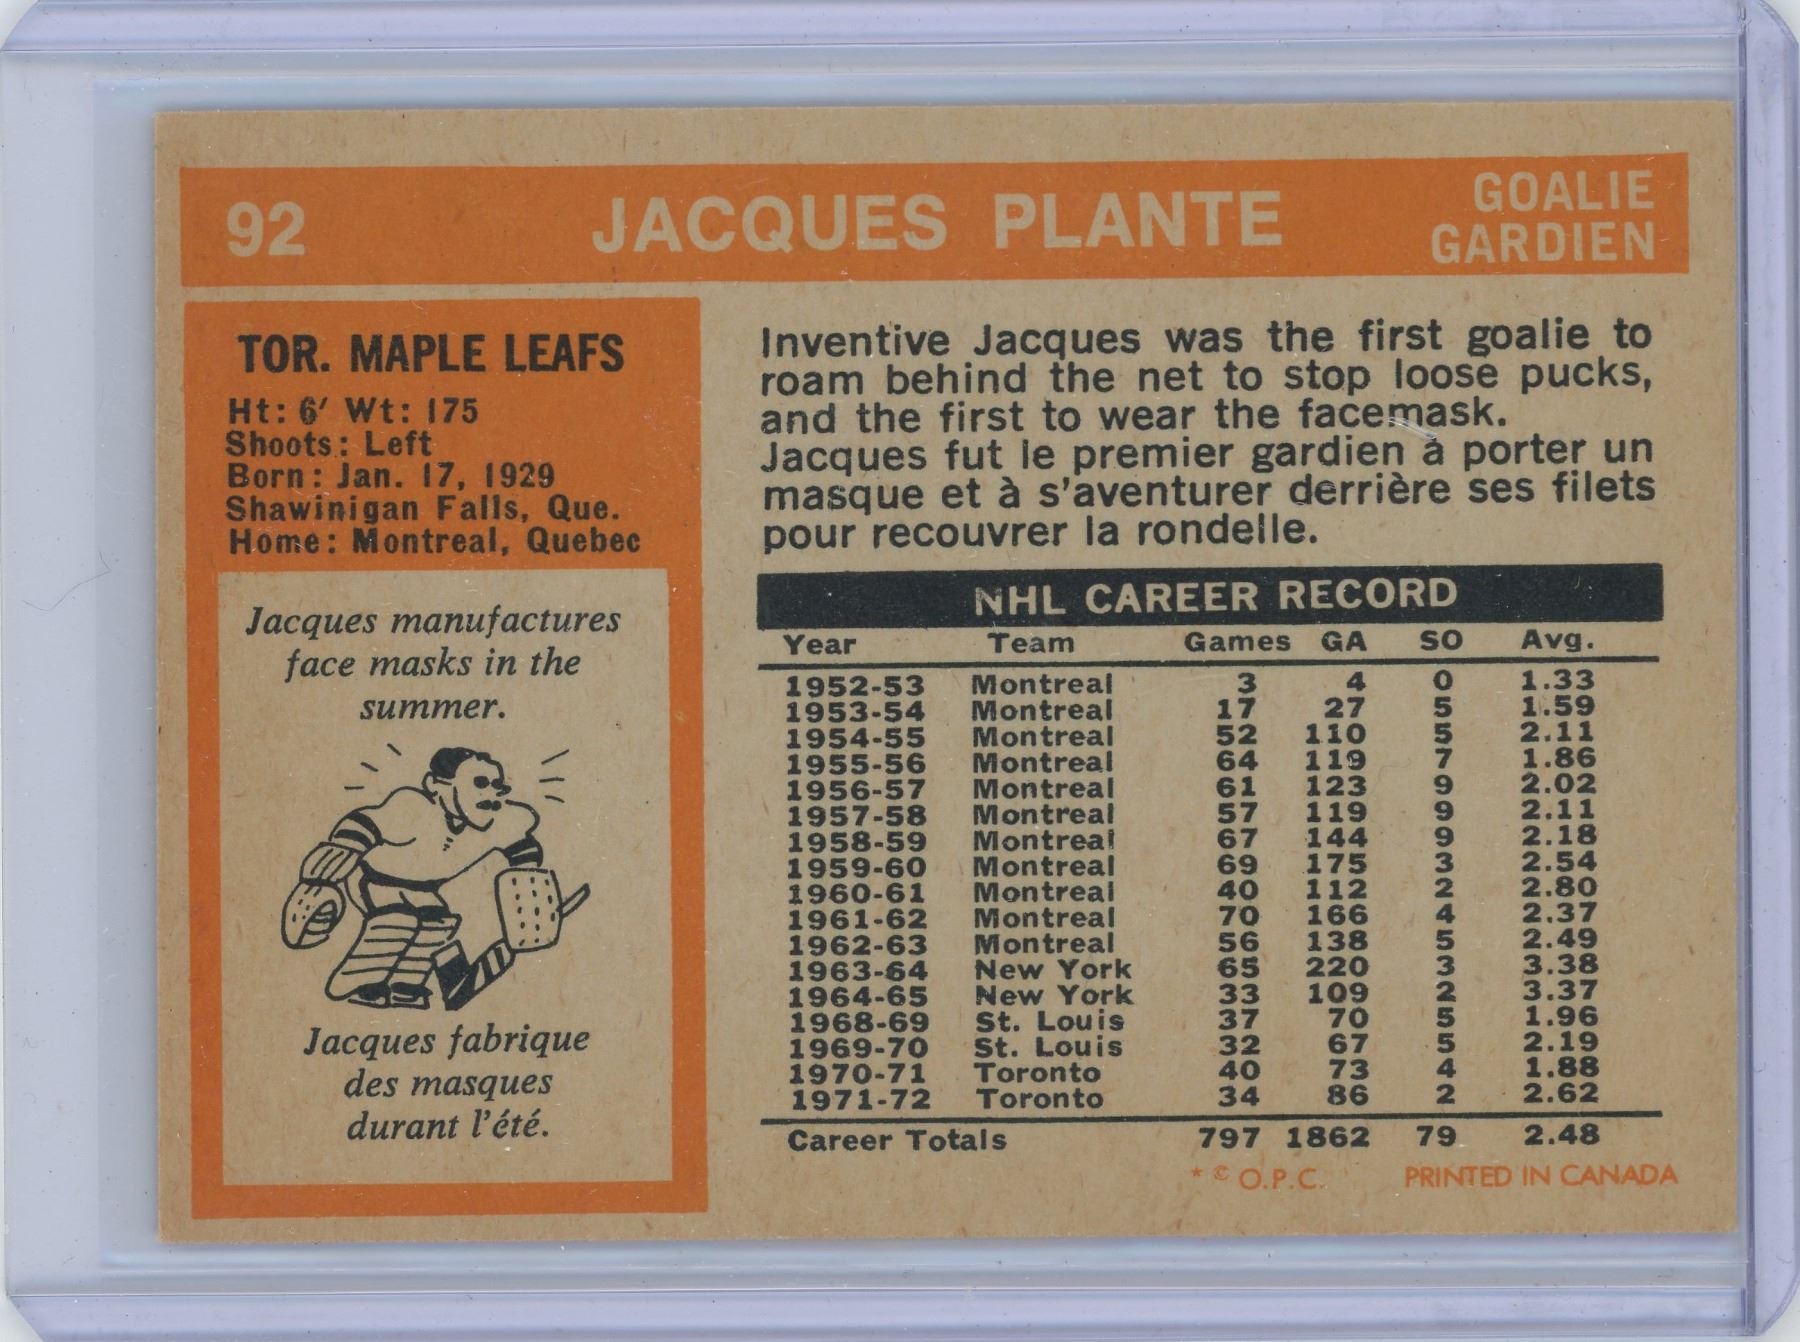 92 JACQUES PLANTE GOALIE
GARDIEN
TOR. MAPLE LEAFS
Ht: 6' Wt: 175
Shoots: Left
Born: Jan. 17, 1929
Shawinigan Falls, Que.
Home: Montreal, Quebec
Jacques manufactures
face masks in the
summer.
Jacques fabrique
des masques
durant l'été.
Inventive Jacques was the first goalie to
roam behind the net to stop loose pucks,
and the first to wear the facemask.
Jacques fut le premier gardien à porter un
masque et à s'aventurer derrière ses filets
pour recouvrer la rondelle.
NHL CAREER RECORD
Year Team Games GA SO Avg.
1952-53 Montreal 3 4 0 1.33
1953-54 Montreal 17 27 5 1.59
1954-55 Montreal 52 110 5 2.11
1955-56 Montreal 64 119 7 1.86
1956-57 Montreal 61 123 9 2.02
1957-58 Montreal 57 119 9 2.11
1958-59 Montreal 67 144 9 2.18
1959-60 Montreal 69 175 3 2.54
1960-61 Montreal 40 112 2 2.80
1961-62 Montreal 70 166 4 2.37
1962-63 Montreal 56 138 5 2.49
1963-64 New York 65 220 3 3.38
1964-65 New York 33 109 2 3.37
1968-69 St. Louis 37 70 5 1.96
1969-70 St. Louis 32 67 5 2.19
1970-71 Toronto 40 73 4 1.88
1971-72 Toronto 34 86 2 2.62
Career Totals 797 1862 79 2.48
* © O.P.C. PRINTED IN CANADA